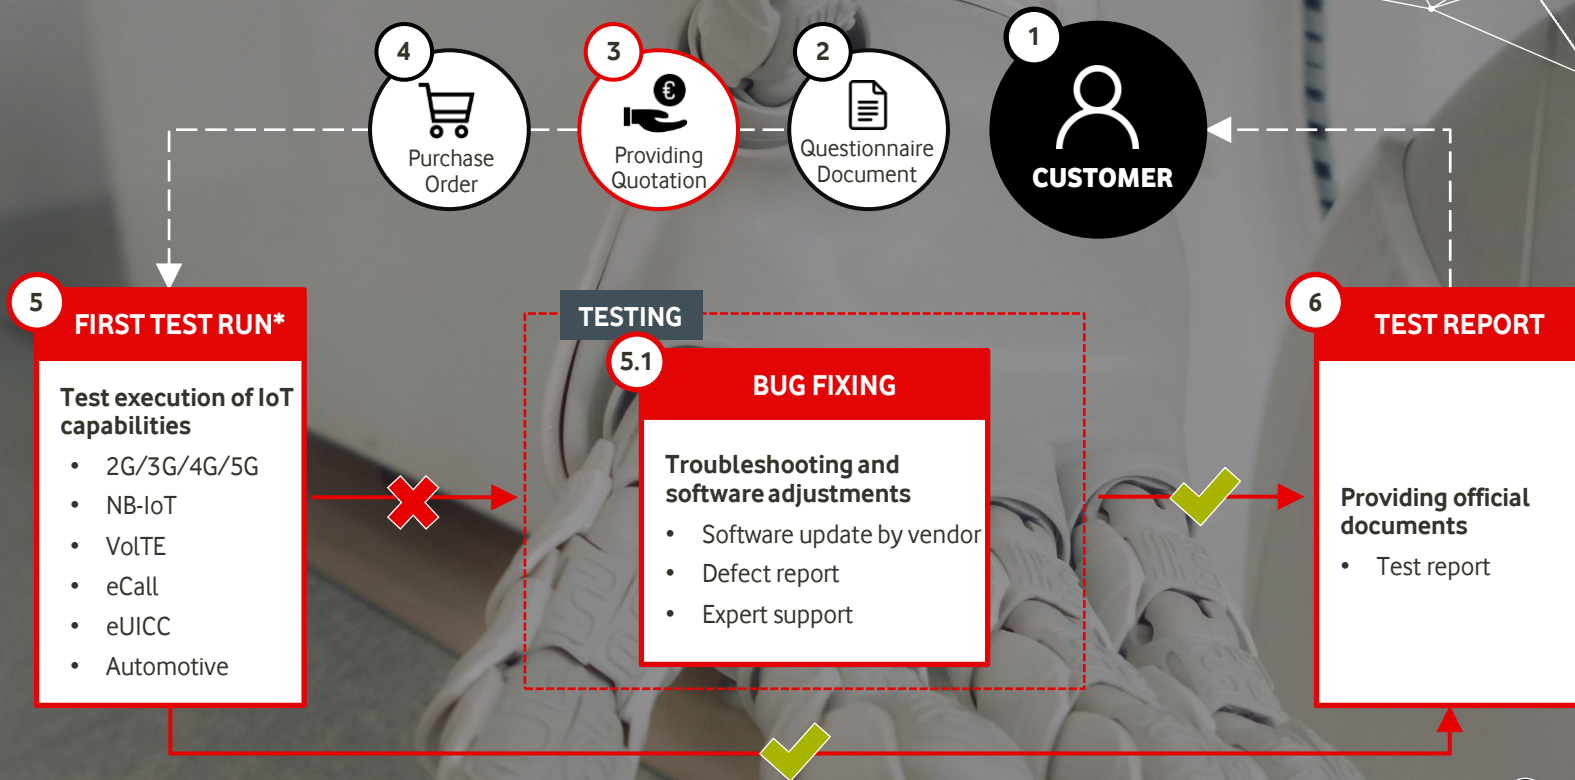 1
CUSTOMER
2
Questionnaire
Document
3
€
Providing
Quotation
4
Purchase
Order
5
FIRST TEST RUN*
Test execution of IoT
capabilities
• 2G/3G/4G/5G
• NB-IoT
• VolTE
• eCall
• eUICC
• Automotive
TESTING
5.1
BUG FIXING
Troubleshooting and
software adjustments
• Software update by vendor
• Defect report
• Expert support
6
TEST REPORT
Providing official
documents
• Test report